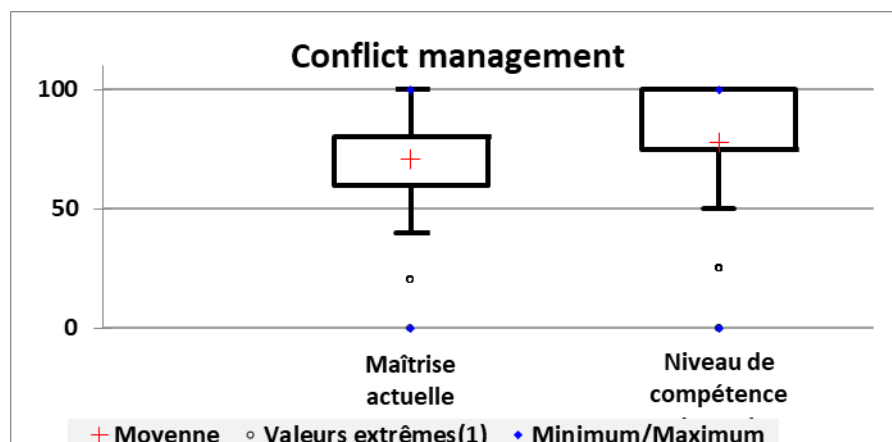 Conflict management
100
50
0
Maîtrise
actuelle
Niveau de
compétence
Moyenne Valeurs extrêmes(1) Minimum/Maximum